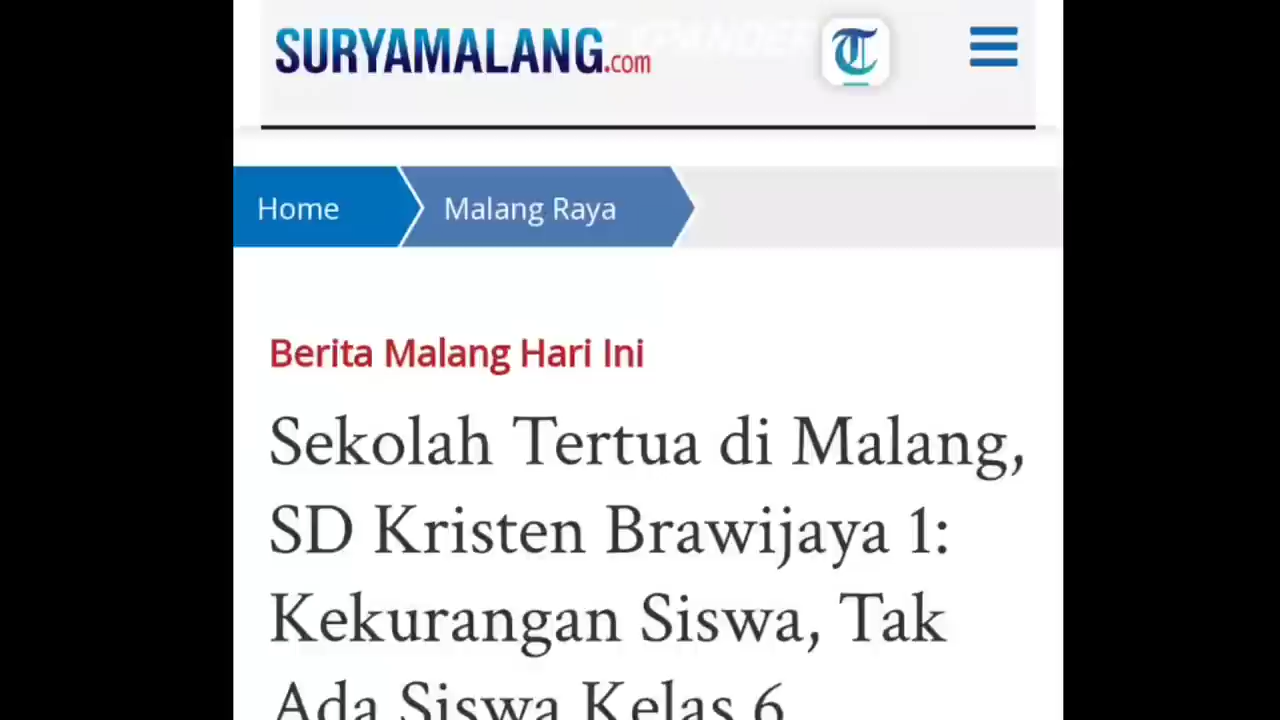 SURYAMALANG.com
Home
Malang Raya
Berita Malang Hari Ini
Sekolah Tertua di Malang,
SD Kristen Brawijaya 1:
Kekurangan Siswa, Tak
Ada Siswa Kelas 6